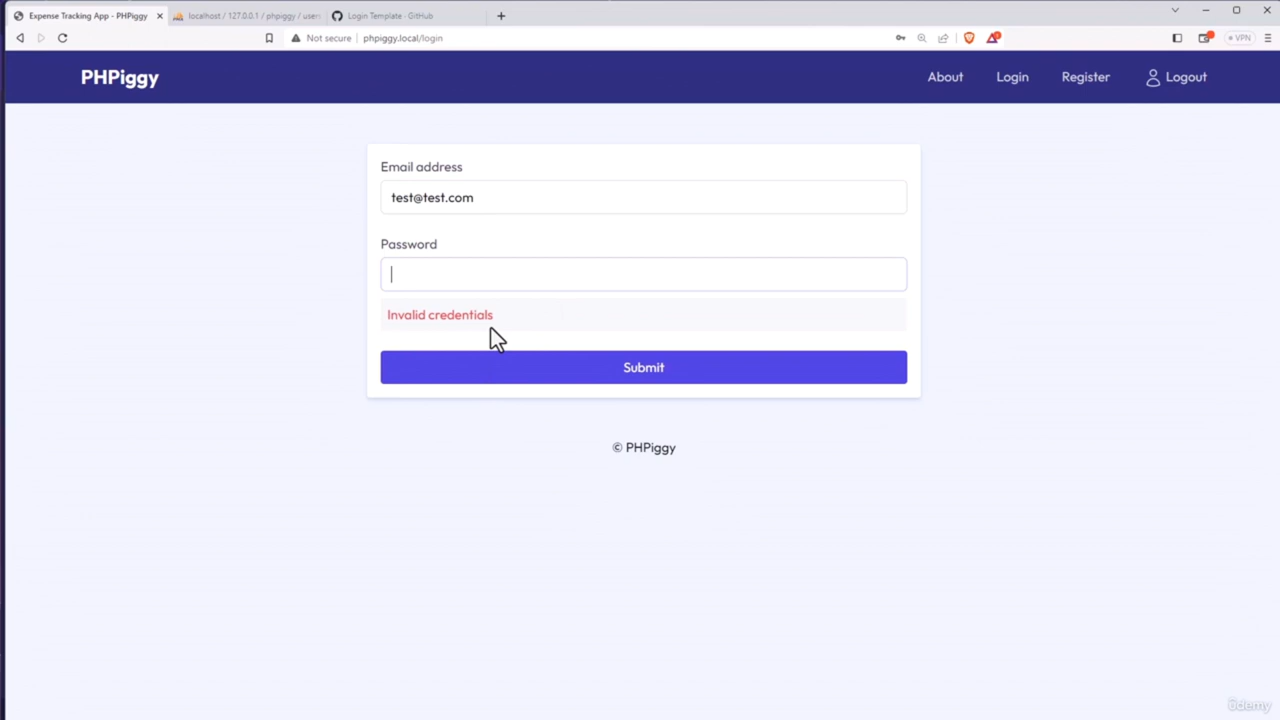 Expense Tracking App - PHPiggy
localhost / 127.0.0.1 / phpiggy / users
Login Template · GitHub
Not secure
phpiggy.local/login
VPN
PHPiggy
About
Login
Register
Logout
Email address
test@test.com
Password
Invalid credentials
Submit
© PHPiggy
ûdemy